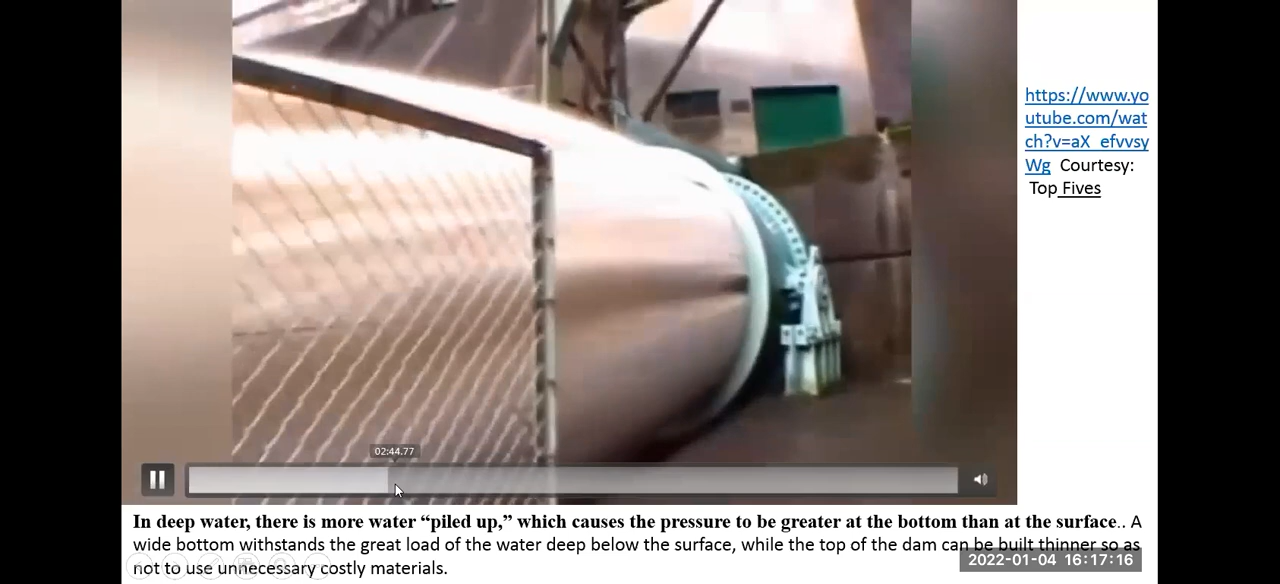 https://www.yo
utube.com/wat
ch?v=aX_efvvsy
Wg Courtesy:
Top Fives
02:44.77
In deep water, there is more water “piled up,” which causes the pressure to be greater at the bottom than at the surface.. A
wide bottom withstands the great load of the water deep below the surface, while the top of the dam can be built thinner so as
not to use unnecessary costly materials.
2022-01-04 16:17:16